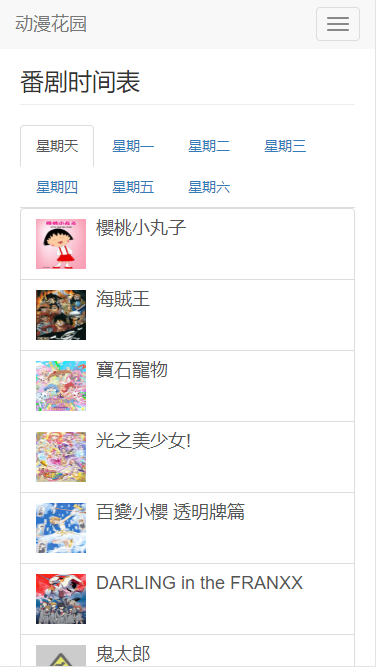 动漫花园
番剧时间表
星期天 星期一 星期二 星期三
星期四 星期五 星期六
櫻桃小丸子
海賊王
寶石寵物
光之美少女!
百變小櫻 透明牌篇
DARLING in the FRANXX
鬼太郎